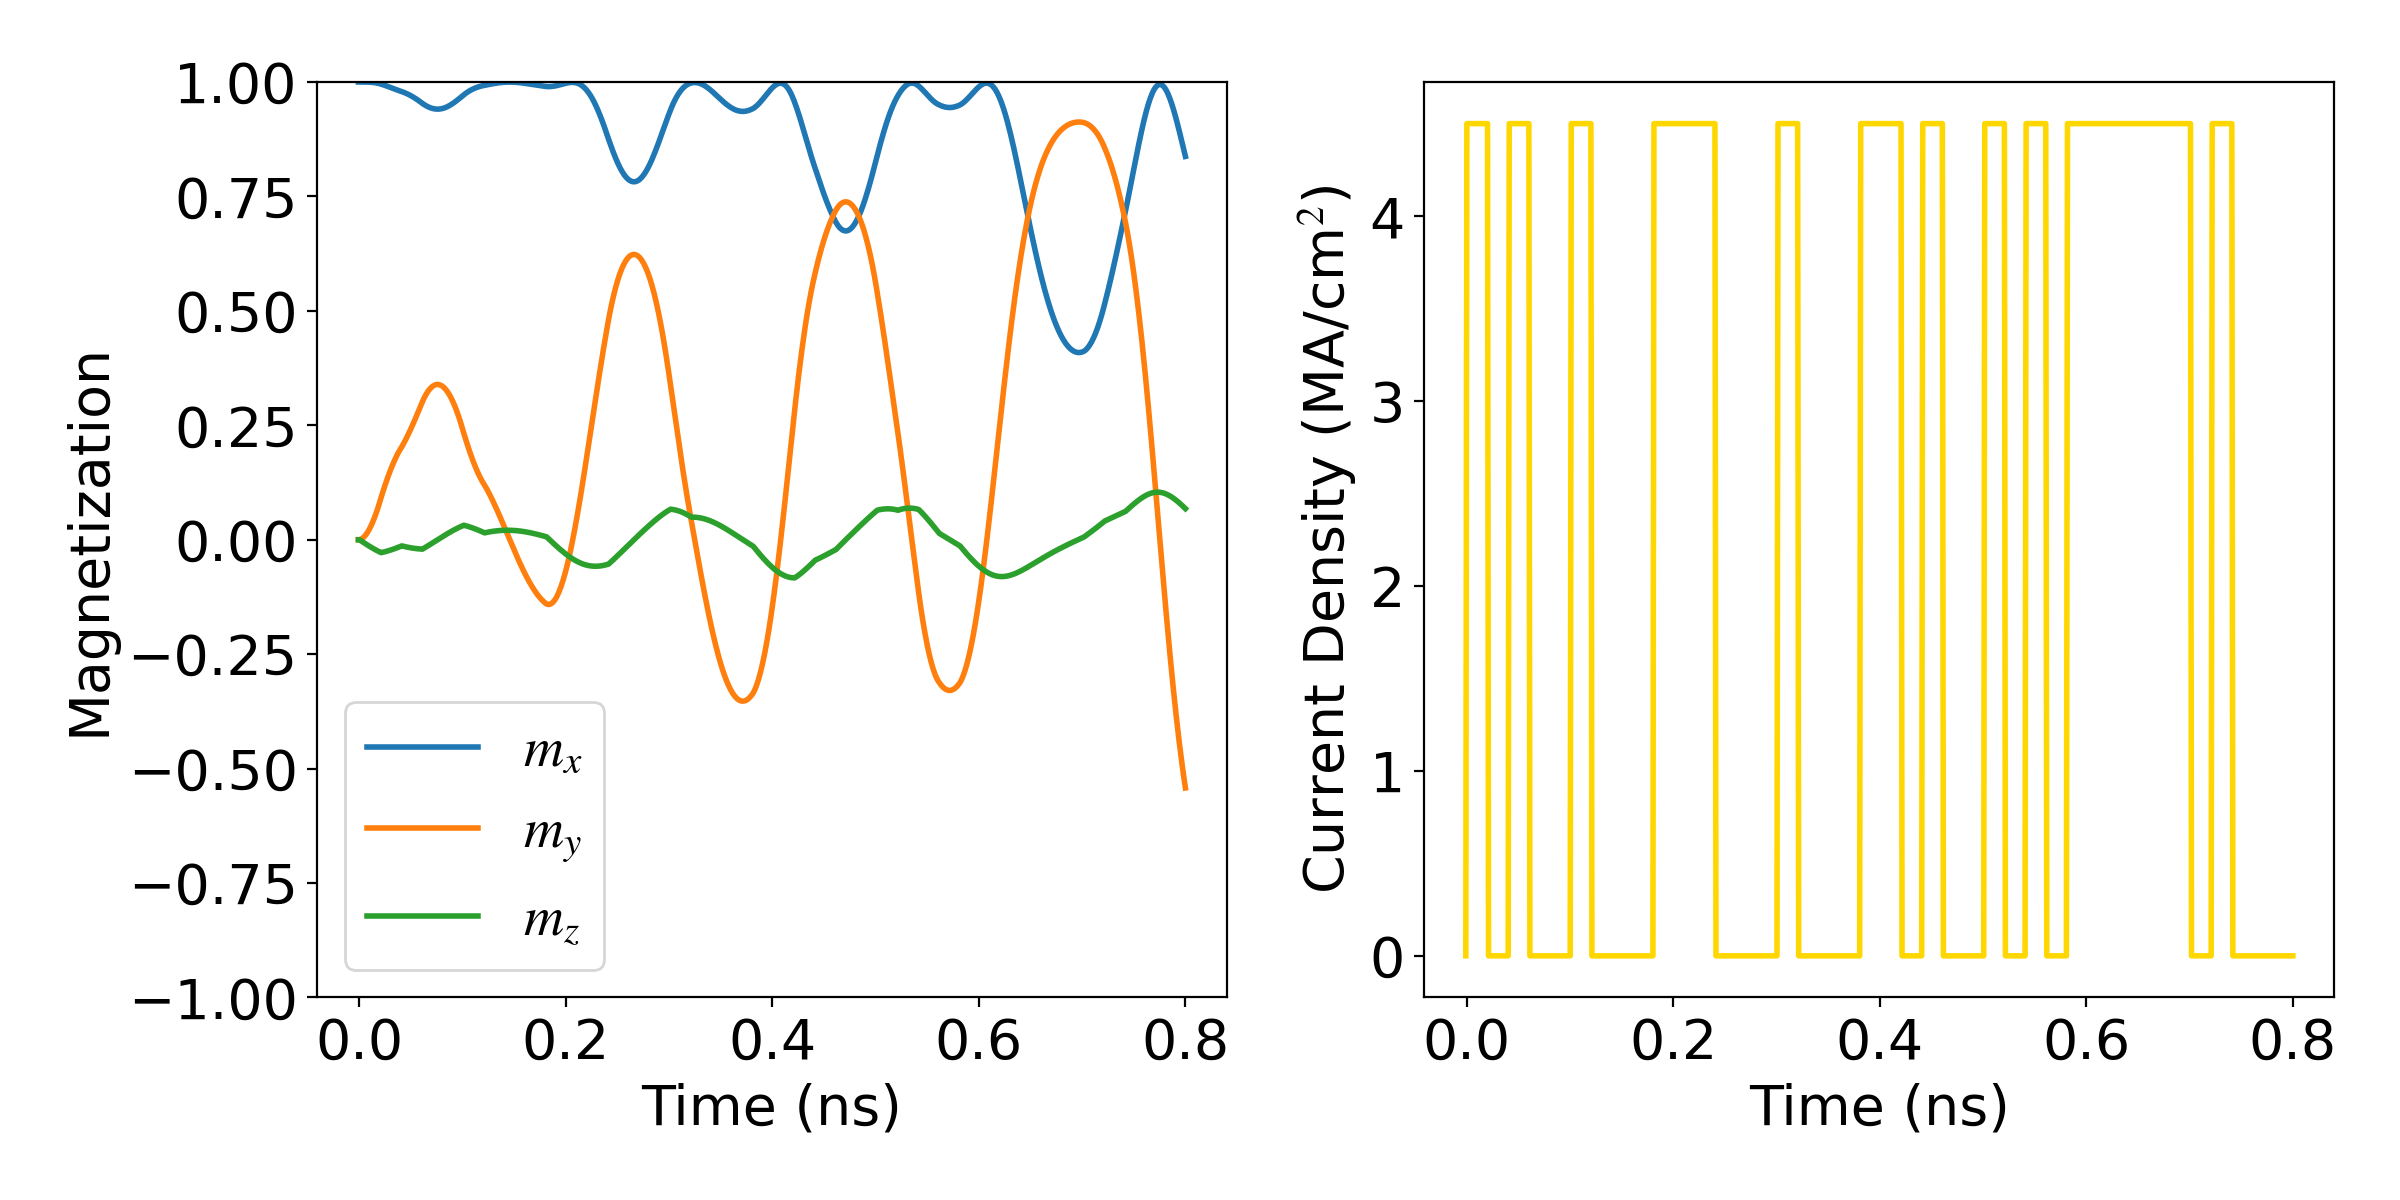 1.00
0.75
0.50
0.25
0.00
−0.25
−0.50
−0.75
−1.00
Magnetization
m_x
m_y
m_z
0.0 0.2 0.4 0.6 0.8
Time (ns)
4
3
2
1
0
Current Density (MA/cm²)
0.0 0.2 0.4 0.6 0.8
Time (ns)